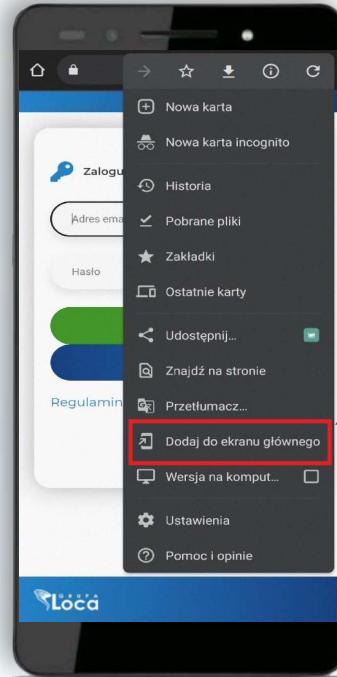 Nowa karta
Nowa karta incognito
Historia
Pobrane pliki
Zakładki
Ostatnie karty
Udostępnij...
Znajdź na stronie
Przetłumacz...
Dodaj do ekranu głównego
Wersja na komput...
Ustawienia
Pomoc i opinie
Zalogu
Adres ema
Hasło
Regulamin
GRUPA
Loca